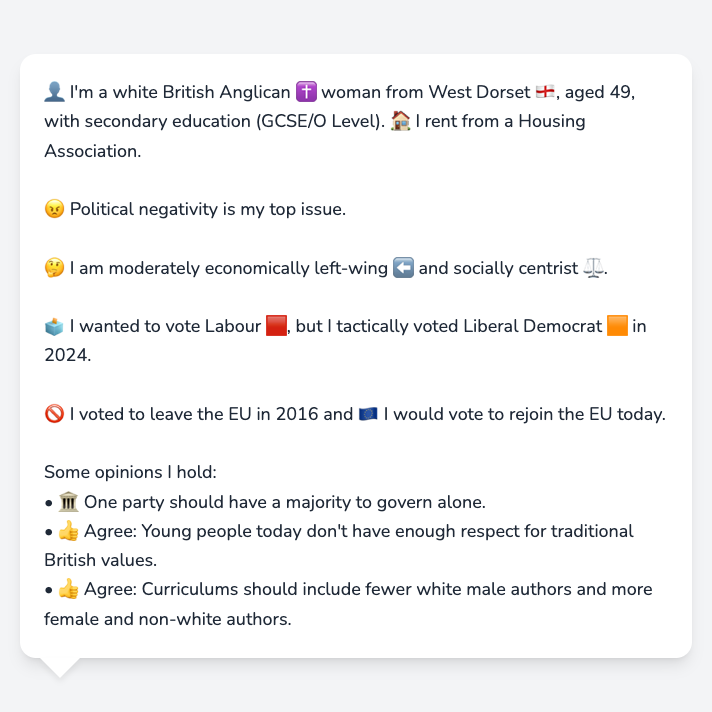 👤 I'm a white British Anglican ✝️ woman from West Dorset 🏴󠁧󠁢󠁥󠁮󠁧󠁿, aged 49,
with secondary education (GCSE/O Level). 🏠 I rent from a Housing
Association.
😠 Political negativity is my top issue.
🤔 I am moderately economically left-wing ⬅️ and socially centrist ⚖️.
🗳️ I wanted to vote Labour 🟥, but I tactically voted Liberal Democrat 🟧 in
2024.
🚫 I voted to leave the EU in 2016 and 🇪🇺 I would vote to rejoin the EU today.
Some opinions I hold:
• 🏛️ One party should have a majority to govern alone.
• 👍 Agree: Young people today don't have enough respect for traditional
British values.
• 👍 Agree: Curriculums should include fewer white male authors and more
female and non-white authors.